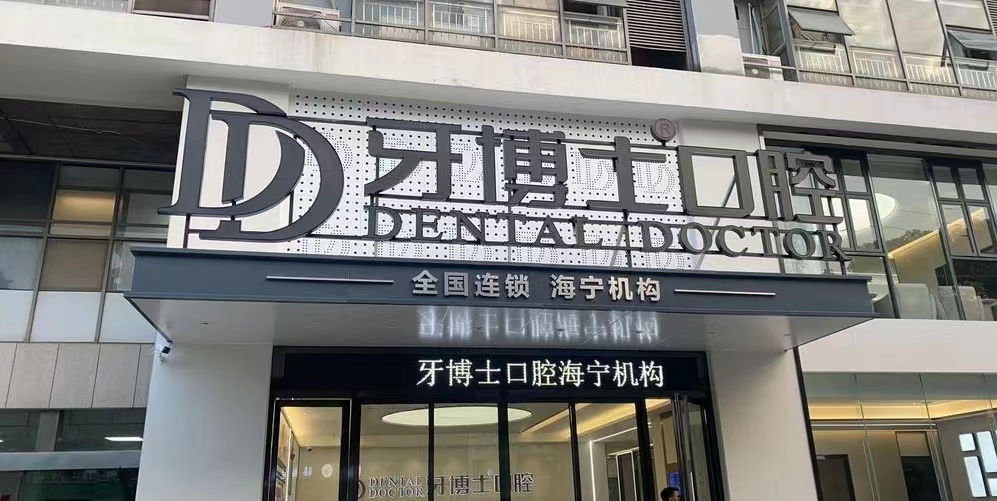 DD 牙博士口腔®
DENTAL DOCTOR
全国连锁 海宁机构
牙博士口腔海宁机构
DENTAL
DOCTOR 牙博士口腔